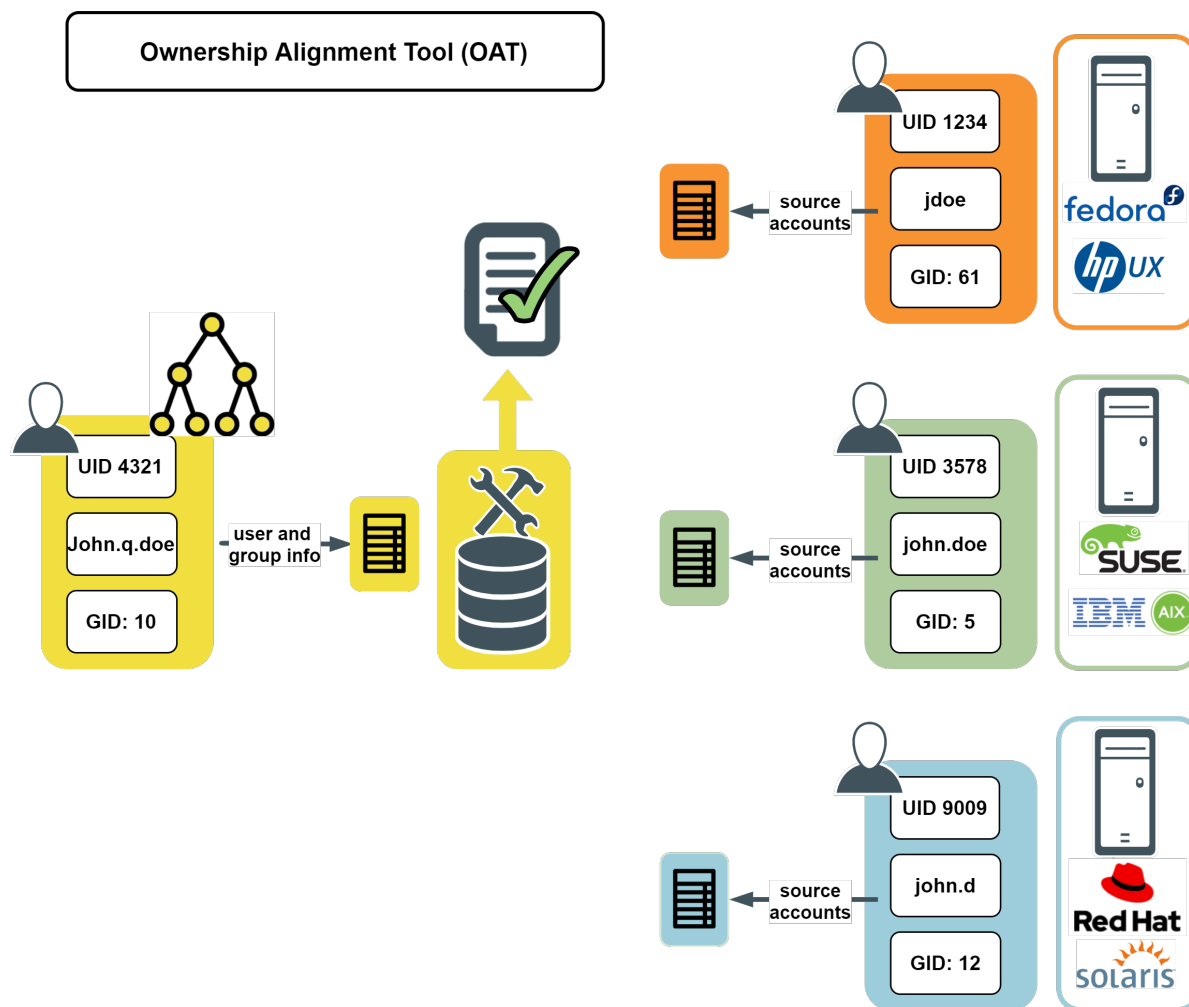 Ownership Alignment Tool (OAT)
UID 1234
jdoe
GID: 61
source
accounts
fedora
f
hp UX
UID 4321
John.q.doe
GID: 10
user and
group info
UID 3578
john.doe
GID: 5
source
accounts
SUSE
IBM AIX
UID 9009
john.d
GID: 12
source
accounts
Red Hat
solaris